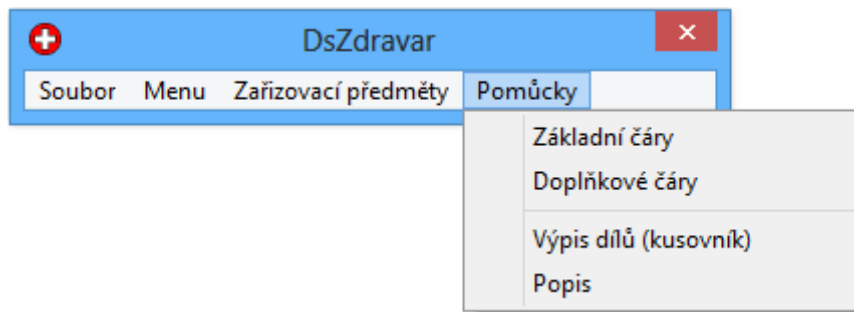 DsZdravar
Soubor Menu Zařizovací předměty Pomůcky
Základní čáry
Doplňkové čáry
Výpis dílů (kusovník)
Popis